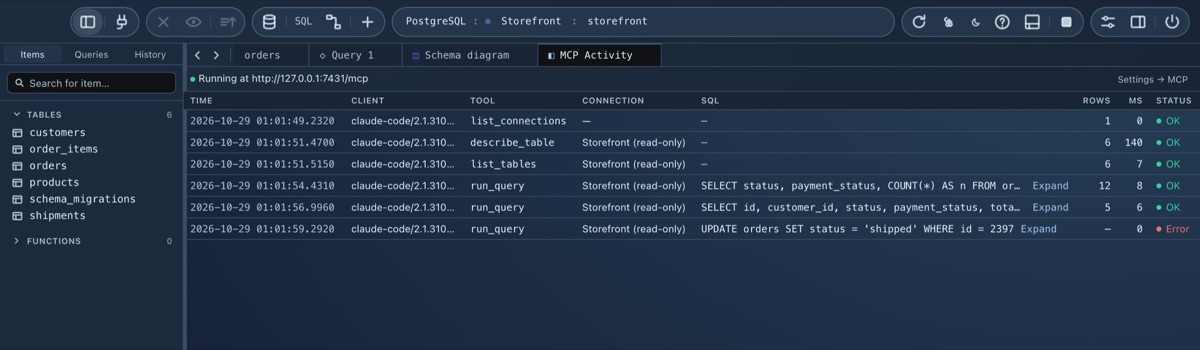 SQL PostgreSQL : Storefront : storefront
Items Queries History orders Query 1 Schema diagram MCP Activity
Search for item...
Running at http://127.0.0.1:7431/mcp Settings → MCP
TABLES 6
customers
order_items
orders
products
schema_migrations
shipments
FUNCTIONS 0
TIME CLIENT TOOL CONNECTION SQL ROWS MS STATUS
2026-10-29 01:01:49.2320 claude-code/2.1.310... list_connections — — 1 0 OK
2026-10-29 01:01:51.4700 claude-code/2.1.310... describe_table Storefront (read-only) — 6 140 OK
2026-10-29 01:01:51.5150 claude-code/2.1.310... list_tables Storefront (read-only) — 6 7 OK
2026-10-29 01:01:54.4310 claude-code/2.1.310... run_query Storefront (read-only) SELECT status, payment_status, COUNT(*) AS n FROM or... Expand 12 8 OK
2026-10-29 01:01:56.9960 claude-code/2.1.310... run_query Storefront (read-only) SELECT id, customer_id, status, payment_status, tota... Expand 5 6 OK
2026-10-29 01:01:59.2920 claude-code/2.1.310... run_query Storefront (read-only) UPDATE orders SET status = 'shipped' WHERE id = 2397 Expand — 0 Error